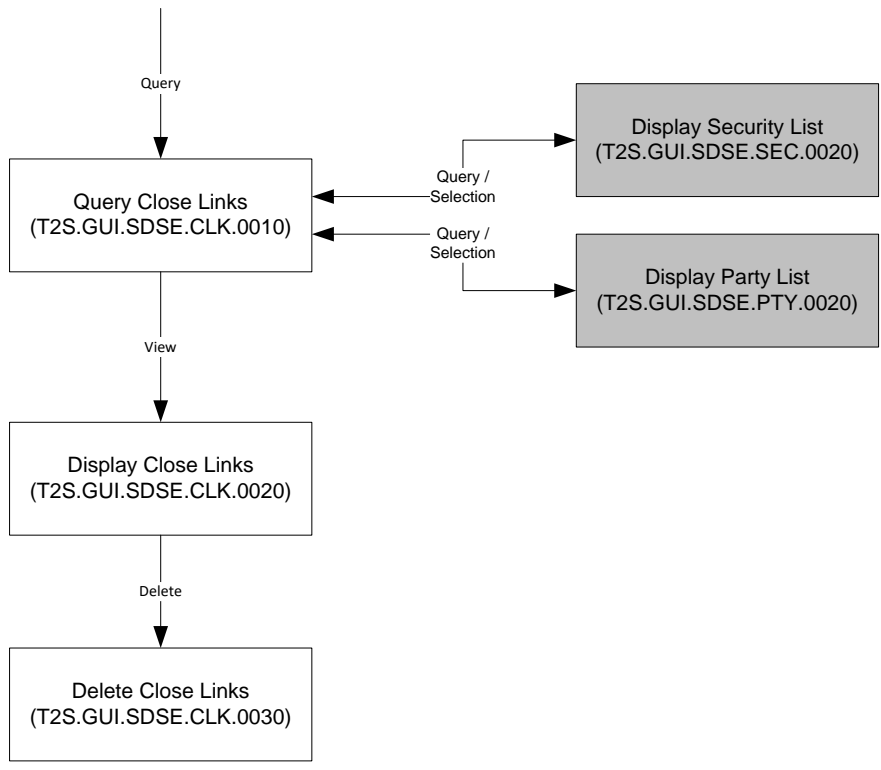 Query
Display Security List
(T2S.GUI.SDSE.SEC.0020)
Query Close Links
(T2S.GUI.SDSE.CLK.0010)
Query /
Selection
Query /
Selection
Display Party List
(T2S.GUI.SDSE.PTY.0020)
View
Display Close Links
(T2S.GUI.SDSE.CLK.0020)
Delete
Delete Close Links
(T2S.GUI.SDSE.CLK.0030)